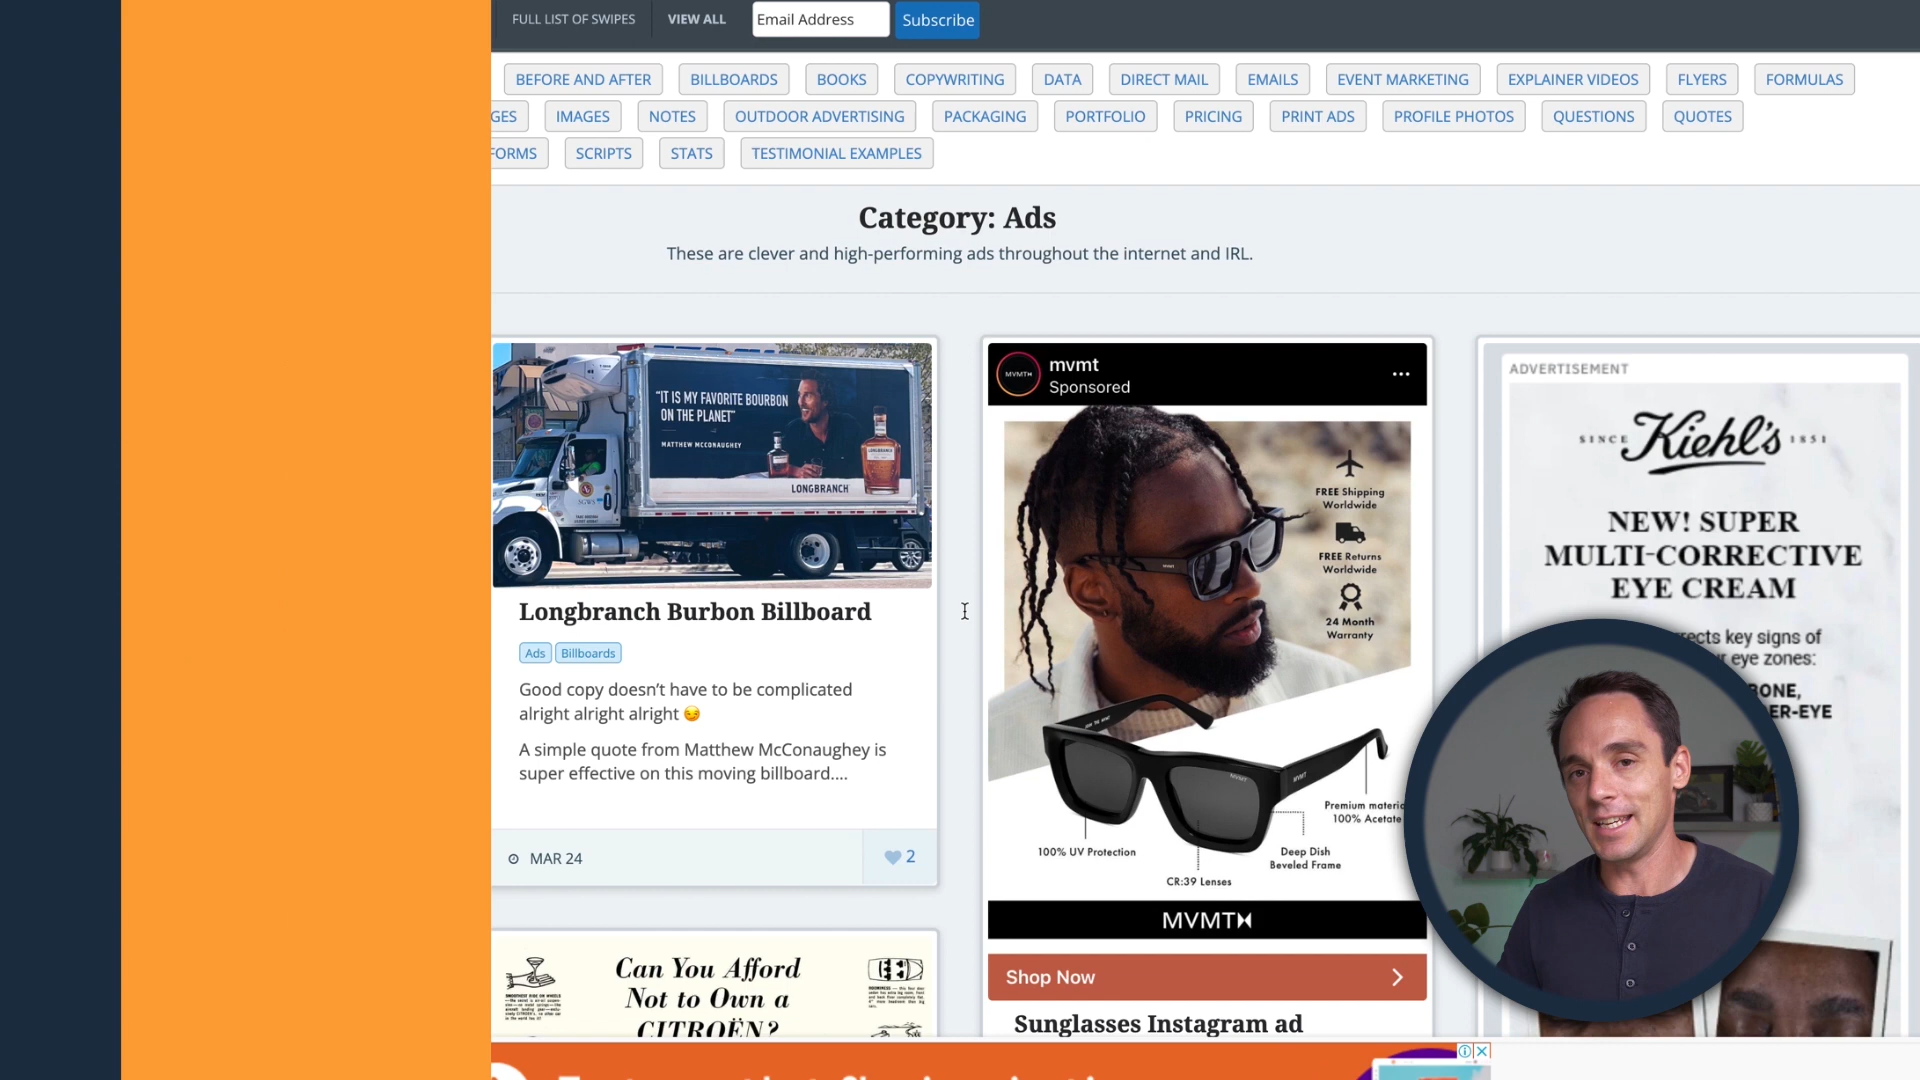 FULL LIST OF SWIPES
VIEW ALL
Email Address
Subscribe
BEFORE AND AFTER
BILLBOARDS
BOOKS
COPYWRITING
DATA
DIRECT MAIL
EMAILS
EVENT MARKETING
EXPLAINER VIDEOS
FLYERS
FORMULAS
GES
IMAGES
NOTES
OUTDOOR ADVERTISING
PACKAGING
PORTFOLIO
PRICING
PRINT ADS
PROFILE PHOTOS
QUESTIONS
QUOTES
FORMS
SCRIPTS
STATS
TESTIMONIAL EXAMPLES
Category: Ads
These are clever and high-performing ads throughout the internet and IRL.
"IT IS MY FAVORITE BOURBON
ON THE PLANET"
MATTHEW MCCONAUGHEY
LONGBRANCH
Longbranch Burbon Billboard
Ads
Billboards
Good copy doesn't have to be complicated
alright alright alright 😏
A simple quote from Matthew McConaughey is
super effective on this moving billboard....
MAR 24
2
Can You Afford
Not to Own a
CITROËN?
MVMT
mvmt
Sponsored
FREE Shipping
Worldwide
FREE Returns
Worldwide
24 Month
Warranty
100% UV Protection
CR:39 Lenses
Deep Dish
Beveled Frame
Premium materia
100% Acetate
MVMT
Shop Now
Sunglasses Instagram ad
ADVERTISEMENT
SINCE Kiehl's 1851
NEW! SUPER
MULTI-CORRECTIVE
EYE CREAM
rects key signs of
r eye zones:
BONE,
ER-EYE